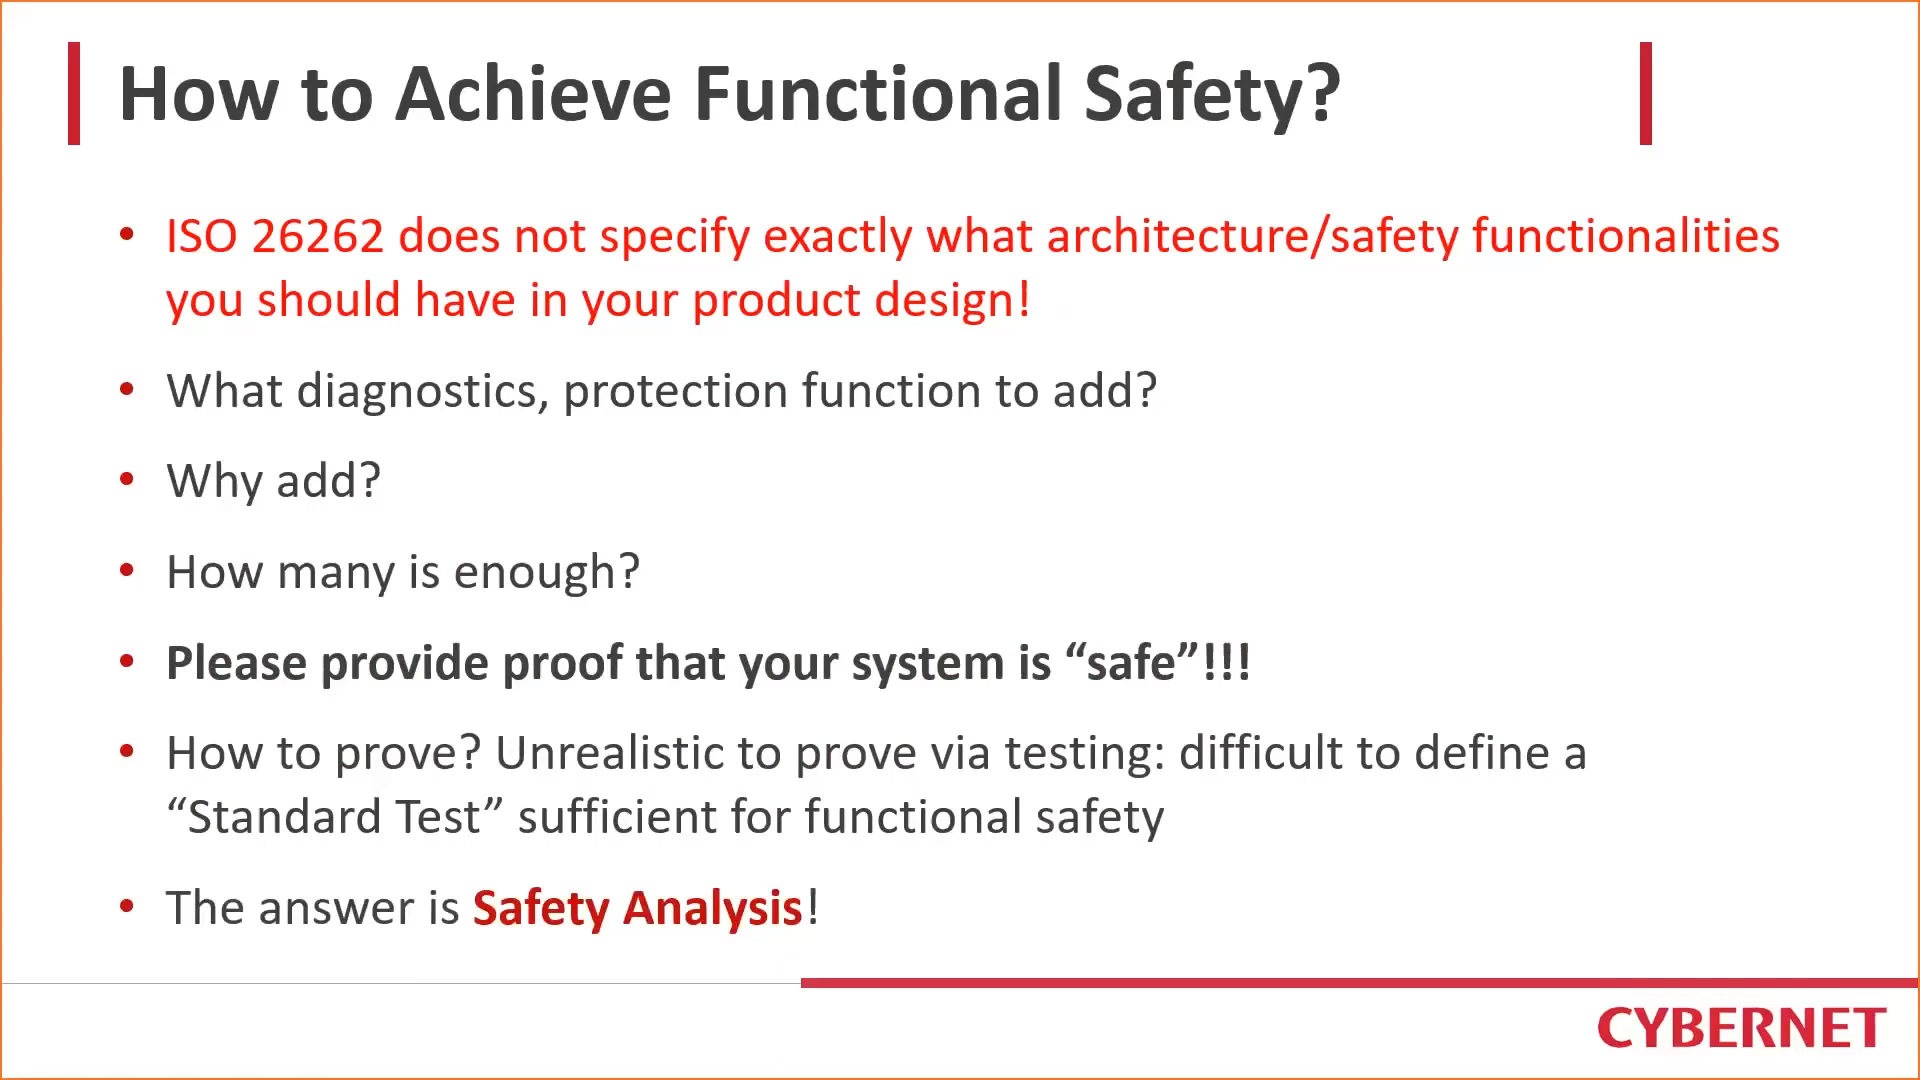 How to Achieve Functional Safety?
• ISO 26262 does not specify exactly what architecture/safety functionalities
you should have in your product design!
• What diagnostics, protection function to add?
• Why add?
• How many is enough?
• Please provide proof that your system is “safe”!!!
• How to prove? Unrealistic to prove via testing: difficult to define a
“Standard Test” sufficient for functional safety
• The answer is Safety Analysis!
CYBERNET